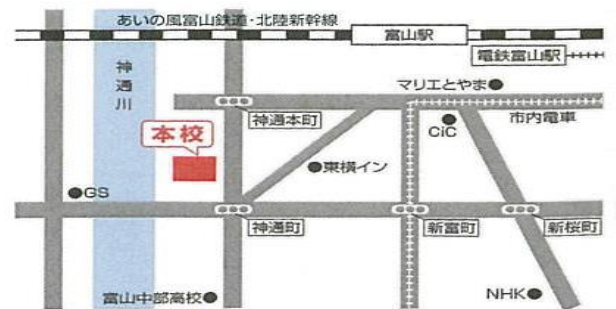 あいの風富山鉄道・北陸新幹線
富山駅
電鉄富山駅
神通川
マリエとやま
神通本町
CiC
市内電車
本校
東横イン
GS
神通町
新富町
新桜町
富山中部高校
NHK